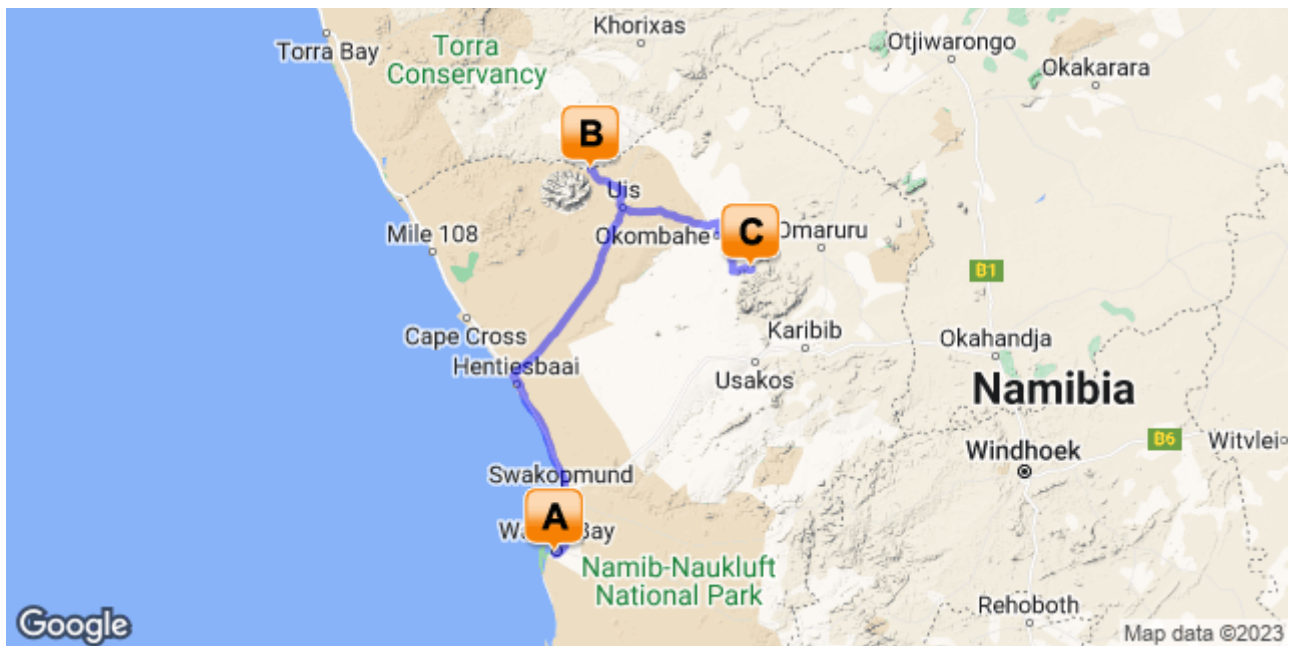 Khorixas
Torra Bay
Torra
Conservancy
Otjiwarongo
Okakarara
B
Uis
C
Okombahe
Omaruru
Mile 108
B1
Cape Cross
Karibib
Okahandja
Hentiesbaai
Usakos
Namibia
B6
Witvlei
Windhoek
Swakopmund
A
Bay
Namib-Naukluft
National Park
Rehoboth
Google
Map data ©2023